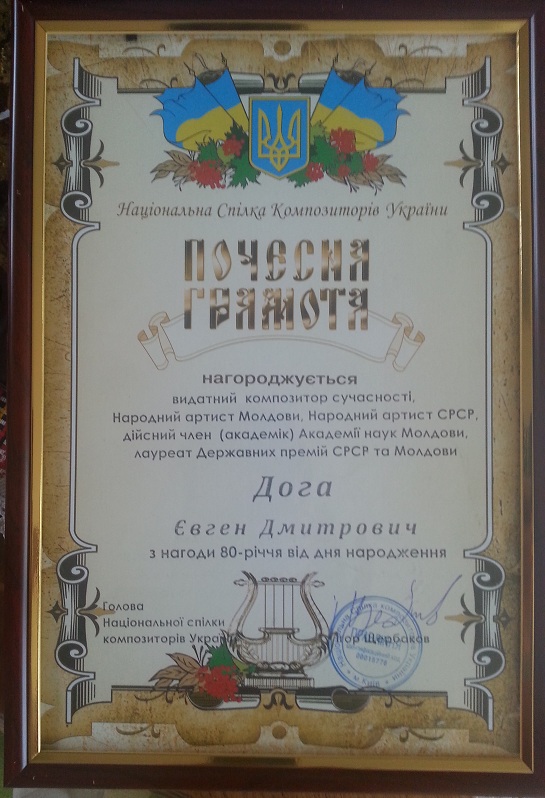 Національна Спілка Композиторів України
ПОЧЕСНА
ГРАМОТА
нагороджується
видатний композитор сучасності,
Народний артист Молдови, Народний артист СРСР,
дійсний член (академік) Академії наук Молдови,
лауреат Державних премій СРСР та Молдови
Дога
Євген Дмитрович
з нагоди 80-річчя від дня народження
Голова
Національної спілки
композиторів Украї
Ігор Щербаков